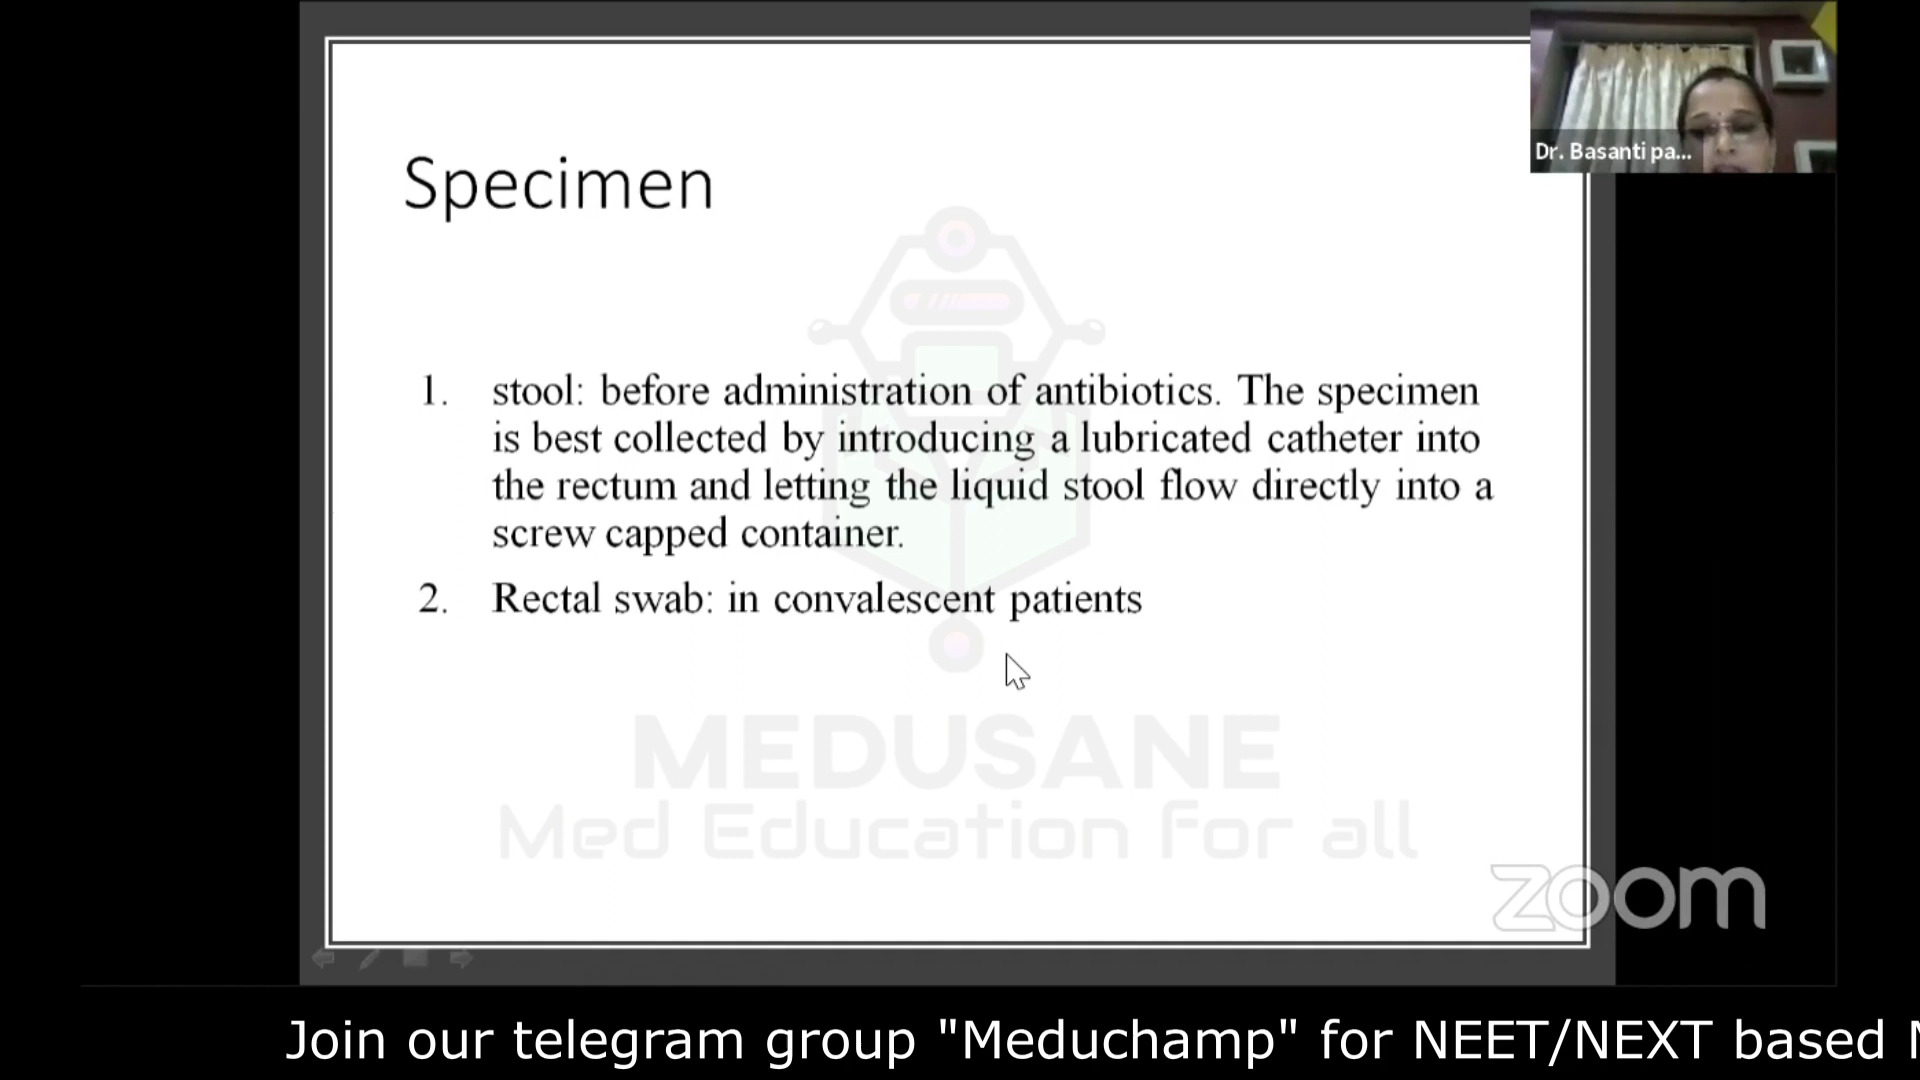 Dr. Basanti pa...
Specimen
1. stool: before administration of antibiotics. The specimen
is best collected by introducing a lubricated catheter into
the rectum and letting the liquid stool flow directly into a
screw capped container.
2. Rectal swab: in convalescent patients
MEDUSANE
Med Education for all
zoom
Join our telegram group "Meduchamp" for NEET/NEXT based